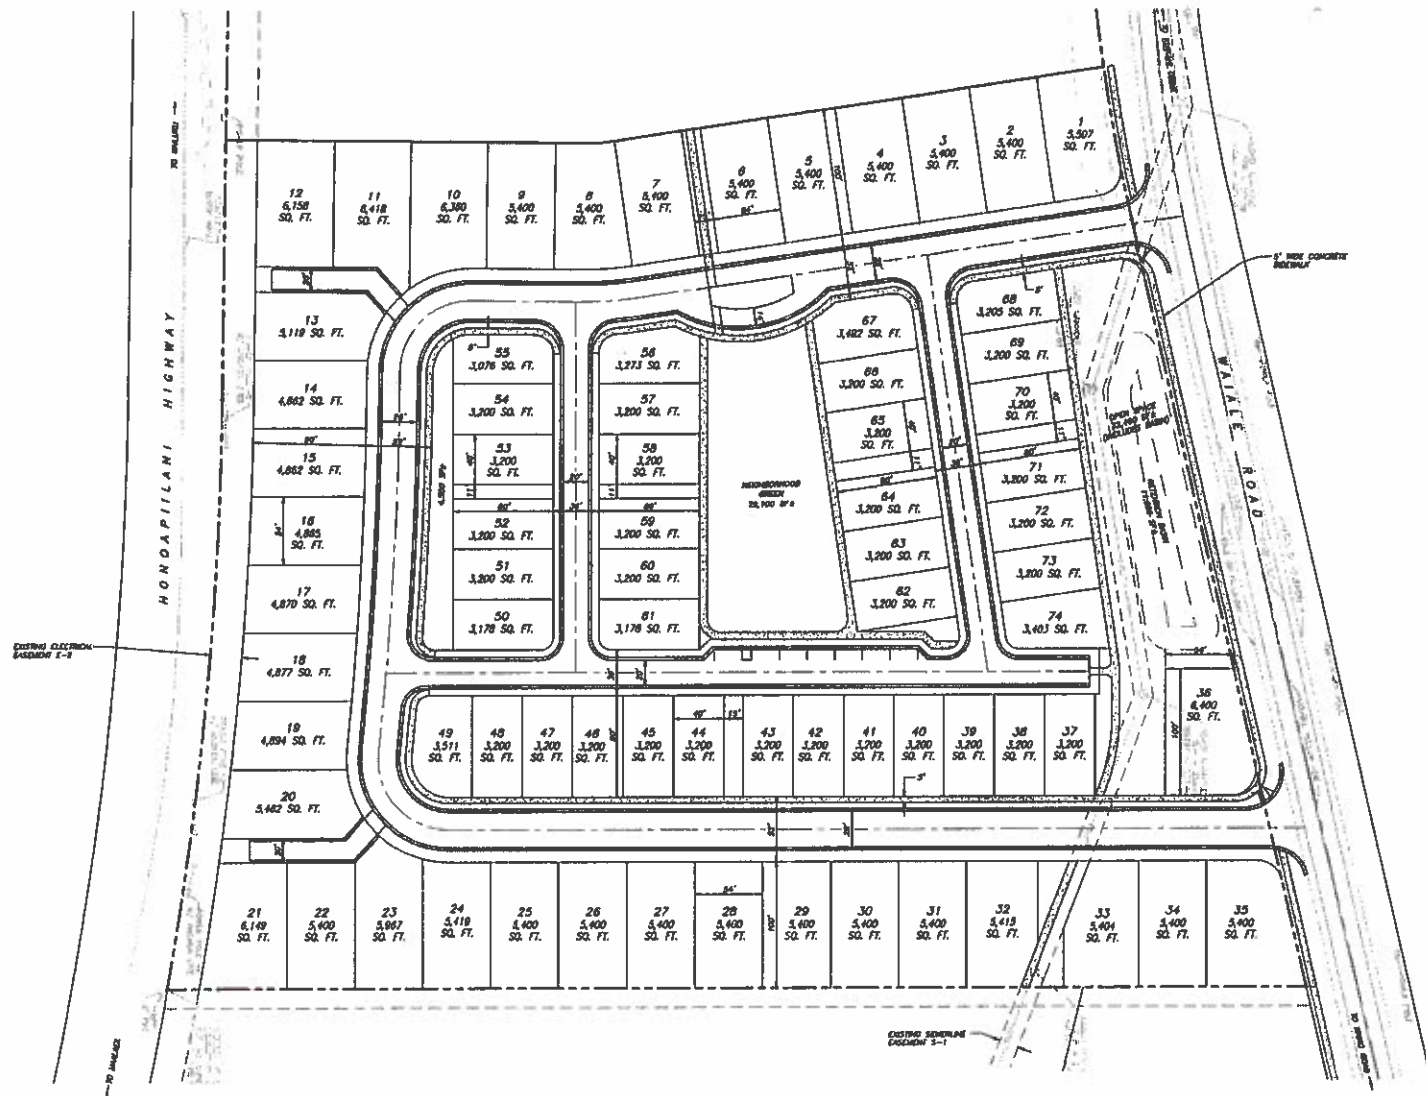 1
5,507
SQ. FT.
2
5,400
SQ. FT.
3
5,400
SQ. FT.
4
5,400
SQ. FT.
5
5,400
SQ. FT.
6
5,400
SQ. FT.
7
5,400
SQ. FT.
8
5,400
SQ. FT.
9
5,400
SQ. FT.
10
6,380
SQ. FT.
11
6,418
SQ. FT.
12
6,158
SQ. FT.
13
5,119 SQ. FT.
14
4,862 SQ. FT.
15
4,862 SQ. FT.
16
4,865
SQ. FT.
17
4,870 SQ. FT.
18
4,877 SQ. FT.
19
4,894 SQ. FT.
20
5,462 SQ. FT.
HONOAPIILANI HIGHWAY
EXISTING ELECTRICAL
EASEMENT E-8
5' WIDE CONCRETE
SIDEWALK
WAIALE ROAD
55
3,076 SQ. FT.
54
3,200 SQ. FT.
53
3,200
SQ. FT.
52
3,200 SQ. FT.
51
3,200 SQ. FT.
50
3,178 SQ. FT.
56
3,273 SQ. FT.
57
3,200 SQ. FT.
58
3,200
SQ. FT.
59
3,200 SQ. FT.
60
3,200 SQ. FT.
61
3,178 SQ. FT.
NEIGHBORHOOD
GREEN
67
3,482 SQ. FT.
66
3,200 SQ. FT.
65
3,200
SQ. FT.
64
3,200 SQ. FT.
63
3,200 SQ. FT.
62
3,200 SQ. FT.
68
3,205 SQ. FT.
69
3,200 SQ. FT.
70
3,200
SQ. FT.
71
3,200 SQ. FT.
72
3,200 SQ. FT.
73
3,200 SQ. FT.
74
3,403 SQ. FT.
OPEN SPACE
(INCLUDES BASIN)
36
6,400
SQ. FT.
49
3,511
SQ. FT.
48
3,200
SQ. FT.
47
3,200
SQ. FT.
46
3,200
SQ. FT.
45
3,200
SQ. FT.
44
3,200
SQ. FT.
43
3,200
SQ. FT.
42
3,200
SQ. FT.
41
3,200
SQ. FT.
40
3,200
SQ. FT.
39
3,200
SQ. FT.
38
3,200
SQ. FT.
37
3,200
SQ. FT.
21
6,149
SQ. FT.
22
5,400
SQ. FT.
23
5,967
SQ. FT.
24
5,419
SQ. FT.
25
5,400
SQ. FT.
26
5,400
SQ. FT.
27
5,400
SQ. FT.
54'
28
5,400
SQ. FT.
100'
29
5,400
SQ. FT.
30
5,400
SQ. FT.
31
5,400
SQ. FT.
32
5,415
SQ. FT.
33
5,404
SQ. FT.
34
5,400
SQ. FT.
35
5,400
SQ. FT.
EXISTING SEWERLINE
EASEMENT S-1